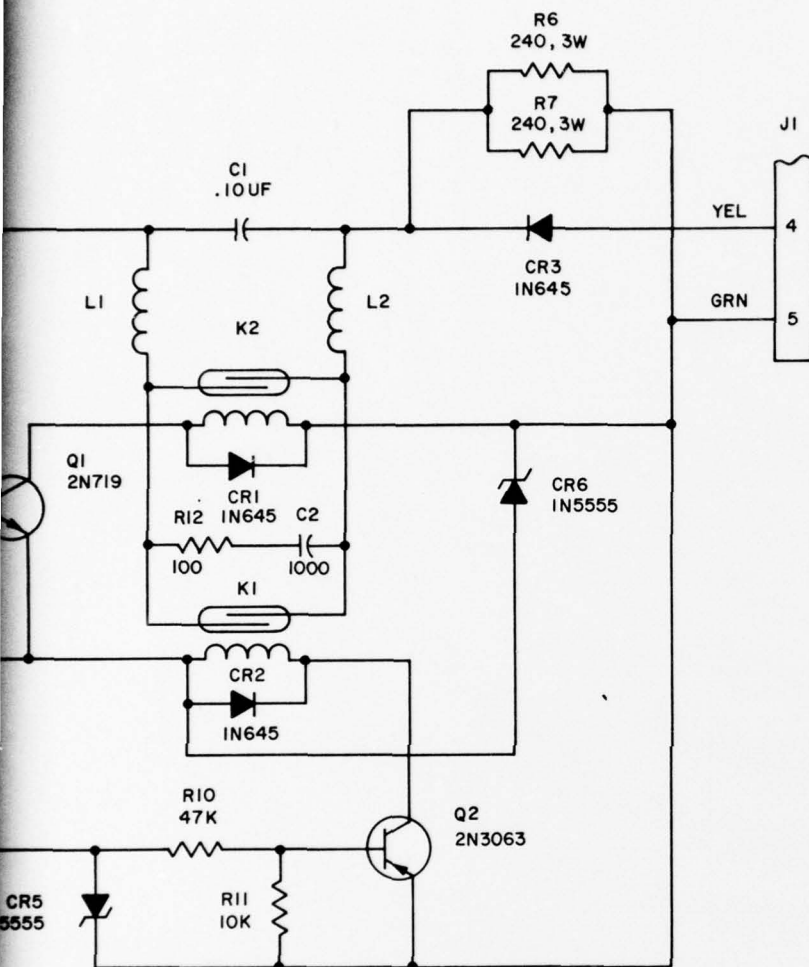 R6
240, 3W
R7
240, 3W
J1
C1
.10UF
YEL
4
CR3
1N645
L1
L2
K2
GRN
5
Q1
2N719
CR1
1N645
CR6
1N5555
R12
C2
100
1000
K1
CR2
1N645
R10
47K
Q2
2N3063
CR5
5555
R11
10K